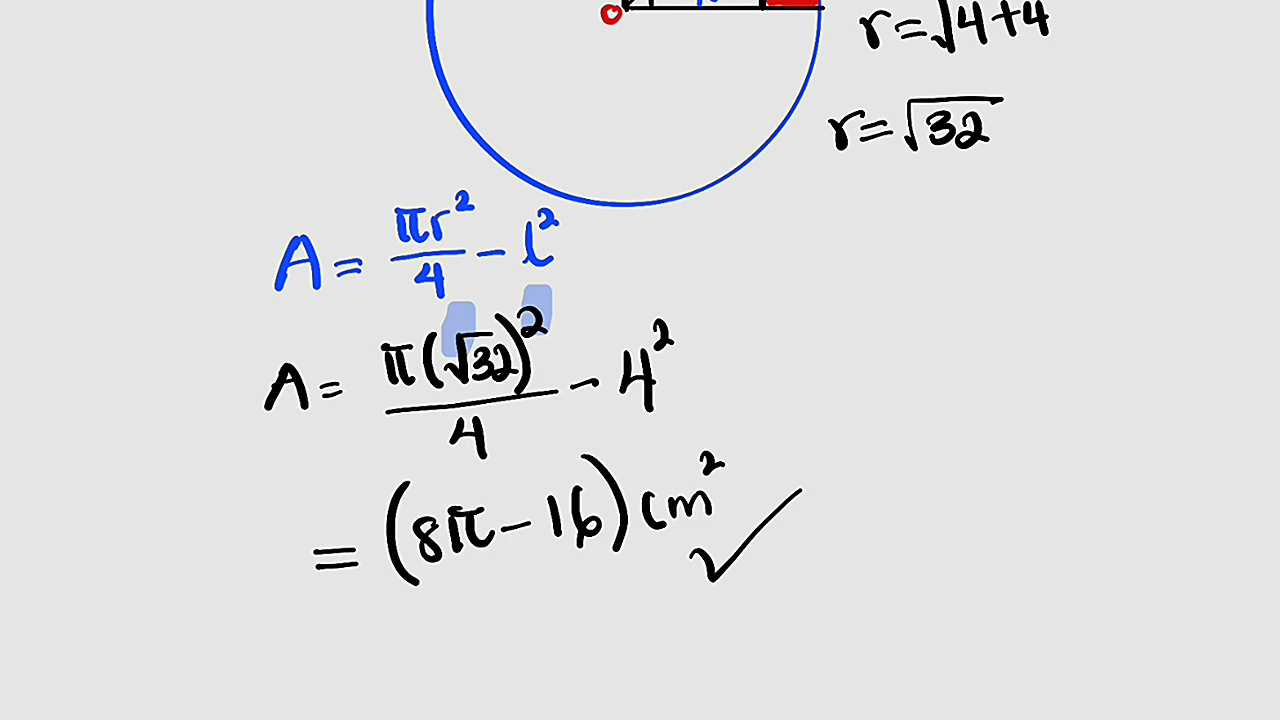 O
r=√4+4
r=√32
A = πr²/4 - l²
A = π(√32)²/4 - 4²
= (8π-16) cm² ✓